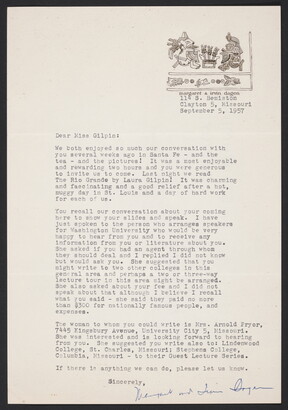 margaret & irvin dagen
114 N. Bemiston
Clayton 5, Missouri
September 5, 1957
Dear Miss Gilpin:
We both enjoyed so much our conversation with
you several weeks ago in Santa Fe - and the
tea - and the pictures! It was a most enjoyable
and rewarding two hours and you were generous
to invite us to come. Last night we read
The Rio Grande by Laura Gilpin! It was charming
and fascinating and a good relief after a hot,
muggy day in St. Louis and a day of hard work
for each of us.
You recall our conversation about your coming
here to show your slides and speak. I have
just spoken to the person who arranges speakers
for Washington University who would be very
happy to hear from you and to receive any
information from you or literature about you.
She asked if you had an agent through whom
they should deal and I replied I did not know
but would ask you. She suggested that you
might write to two other colleges in this
general area and perhaps a two or three-way
lecture tour in this area might be arranged.
She also asked about your fee and I did not
speak about that although I believe I recall
what you said - she said they paid no more
than $300 for nationally famous people, and
expenses.
The woman to whom you could write is Mrs. Arnold Pryor,
7445 Kingsbury Avenue, University City 5, Missouri.
She was interested and is looking forward to hearing
from you. She suggested you write also to: Lindenwood
College, St. Charles, Missouri; Stephens College,
Columbia, Missouri - to their Guest Lecture Series.
If there is anything we can do, please let us know.
Sincerely,
Margaret and Irvin Dagen